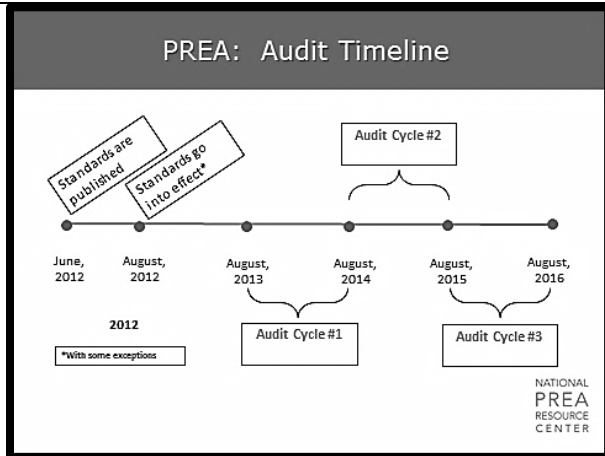 PREA: Audit Timeline
Standards are
published
Standards go
into effect*
Audit Cycle #2
June,
2012
August,
2012
August,
2013
August,
2014
August,
2015
August,
2016
2012
*With some exceptions
Audit Cycle #1
Audit Cycle #3
NATIONAL
PREA
RESOURCE
CENTER